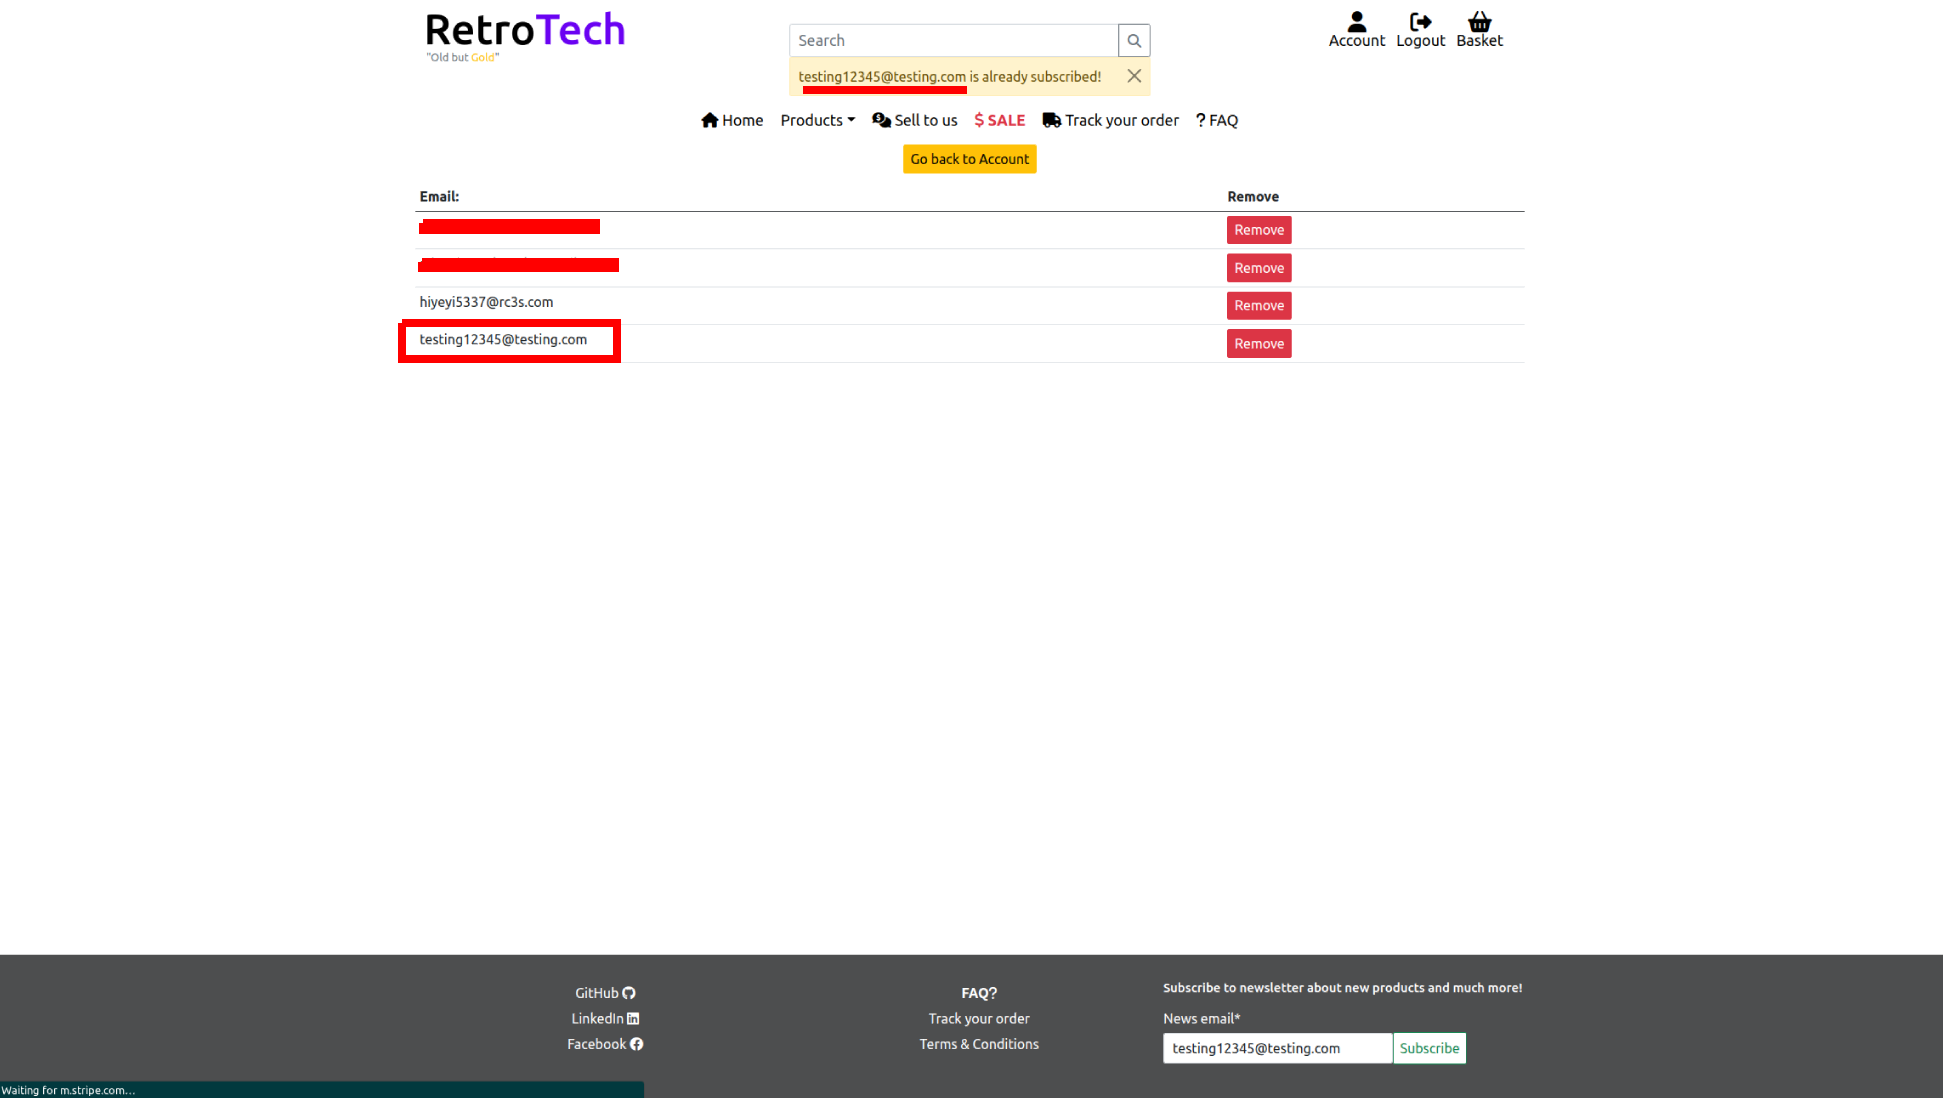 RetroTech
"Old but Gold"
Search
Account Logout Basket
testing12345@testing.com is already subscribed!
Home Products Sell to us $ SALE Track your order ? FAQ
Go back to Account
Email: Remove
Remove
Remove
hiyeyi5337@rc3s.com Remove
testing12345@testing.com Remove
GitHub
LinkedIn
Facebook
FAQ?
Track your order
Terms & Conditions
Subscribe to newsletter about new products and much more!
News email*
testing12345@testing.com Subscribe
Waiting for m.stripe.com...